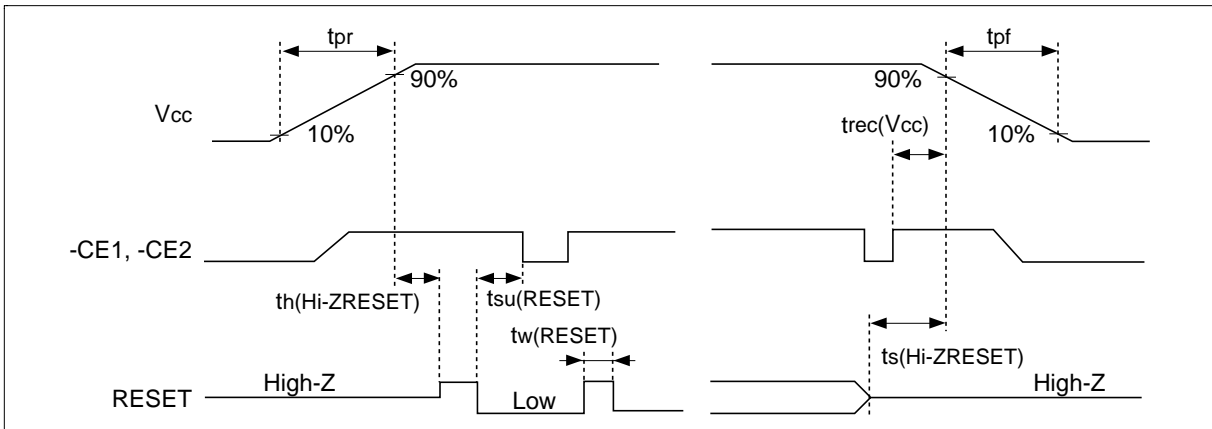 tpr
tpf
90%
90%
Vcc
10%
trec(Vcc)
10%
-CE1, -CE2
th(Hi-ZRESET)
tsu(RESET)
tw(RESET)
ts(Hi-ZRESET)
RESET
High-Z
Low
High-Z